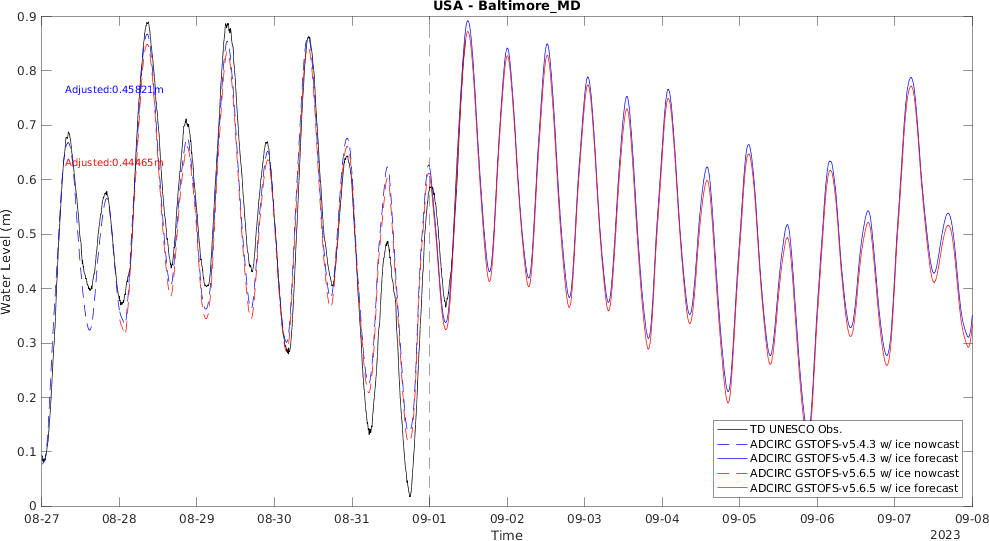 USA - Baltimore_MD
0.9
0.8
Adjusted:0.45821m
0.7
Adjusted:0.44465m
0.6
0.5
Water Level (m)
0.4
0.3
0.2
0.1
0
TD UNESCO Obs.
ADCIRC GSTOFS-v5.4.3 w/ ice nowcast
ADCIRC GSTOFS-v5.4.3 w/ ice forecast
ADCIRC GSTOFS-v5.6.5 w/ ice nowcast
ADCIRC GSTOFS-v5.6.5 w/ ice forecast
08-27 08-28 08-29 08-30 08-31 09-01 09-02 09-03 09-04 09-05 09-06 09-07 09-08
Time
2023